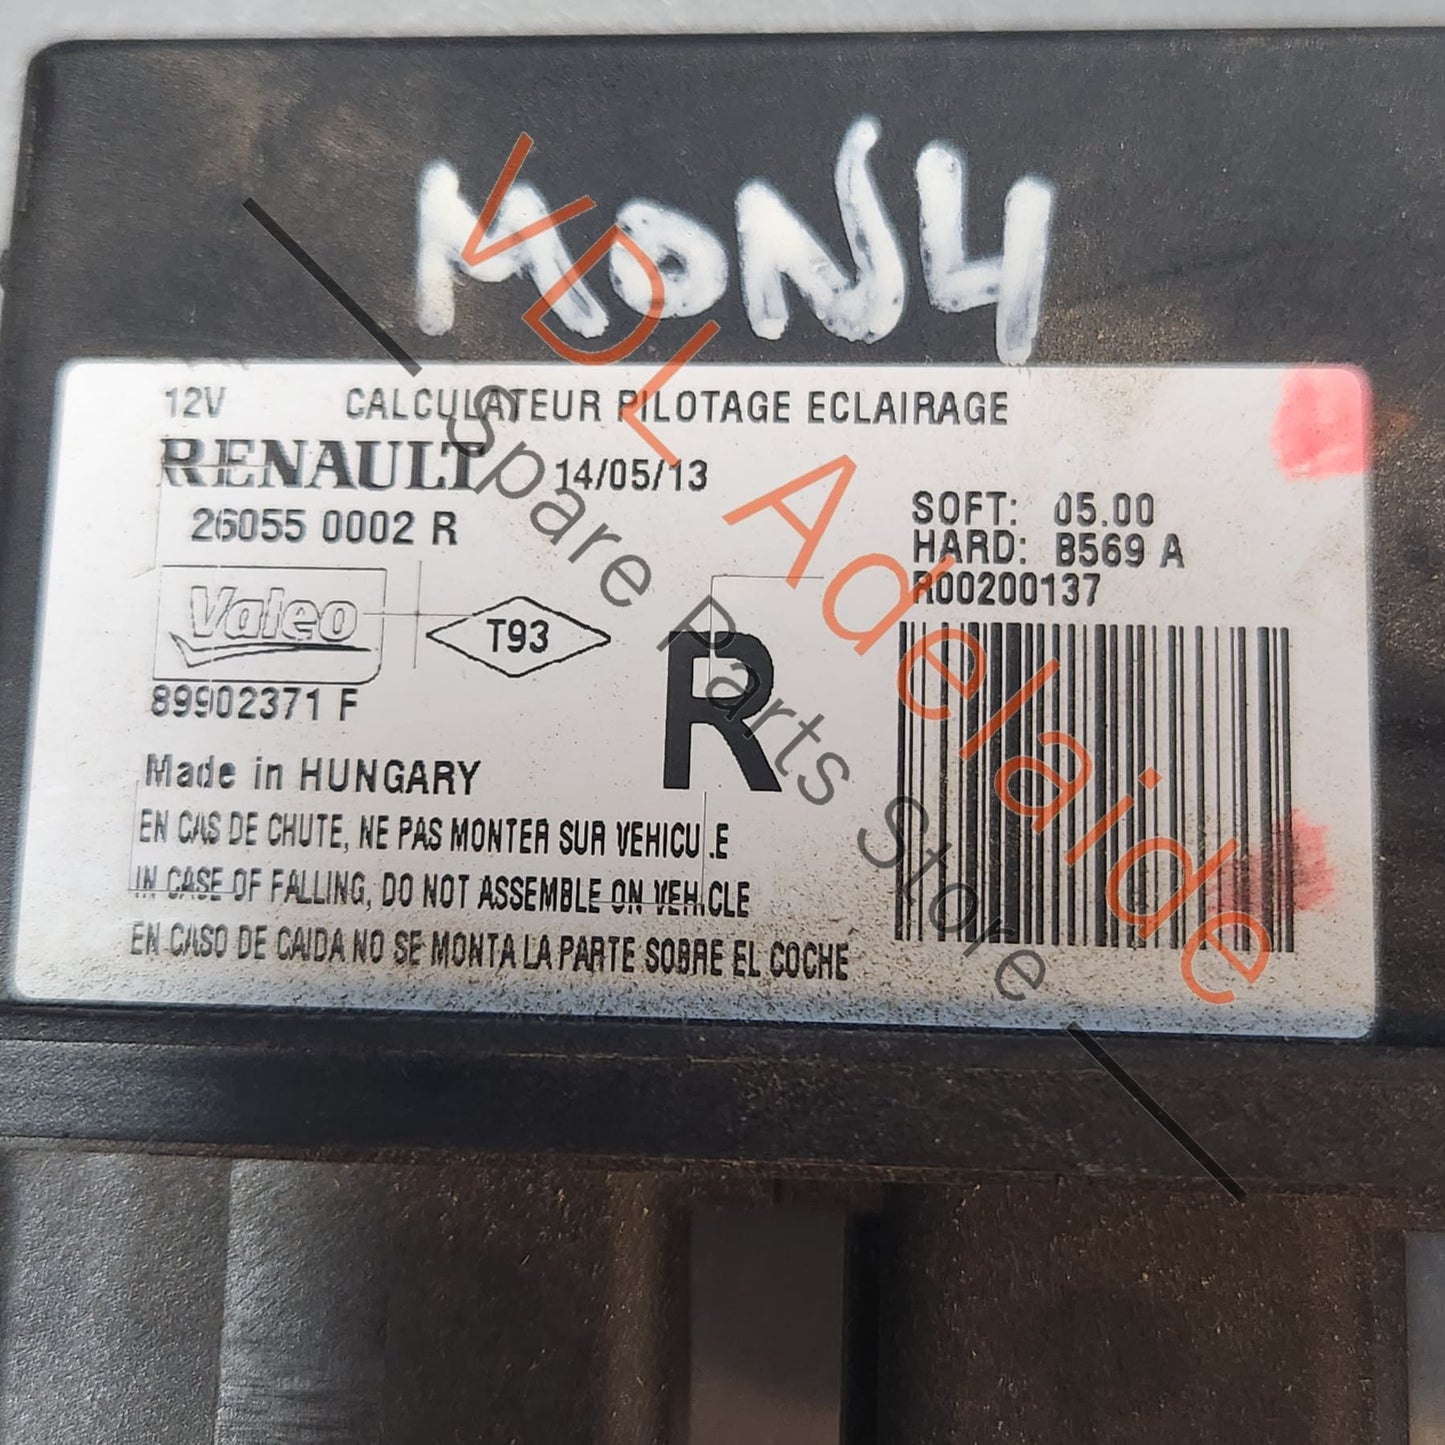 MON4
12V CALCULATEUR PILOTAGE ECLAIRAGE
RENAULT 14/05/13
26055 0002 R
SOFT: 05.00
HARD: B569 A
R00200137
Valeo
T93
R
89902371 F
Made in HUNGARY
EN CAS DE CHUTE, NE PAS MONTER SUR VEHICULE
IN CASE OF FALLING, DO NOT ASSEMBLE ON VEHICLE
EN CASO DE CAIDA NO SE MONTA LA PARTE SOBRE EL COCHE
VDL Adelaide
Spare Parts Store